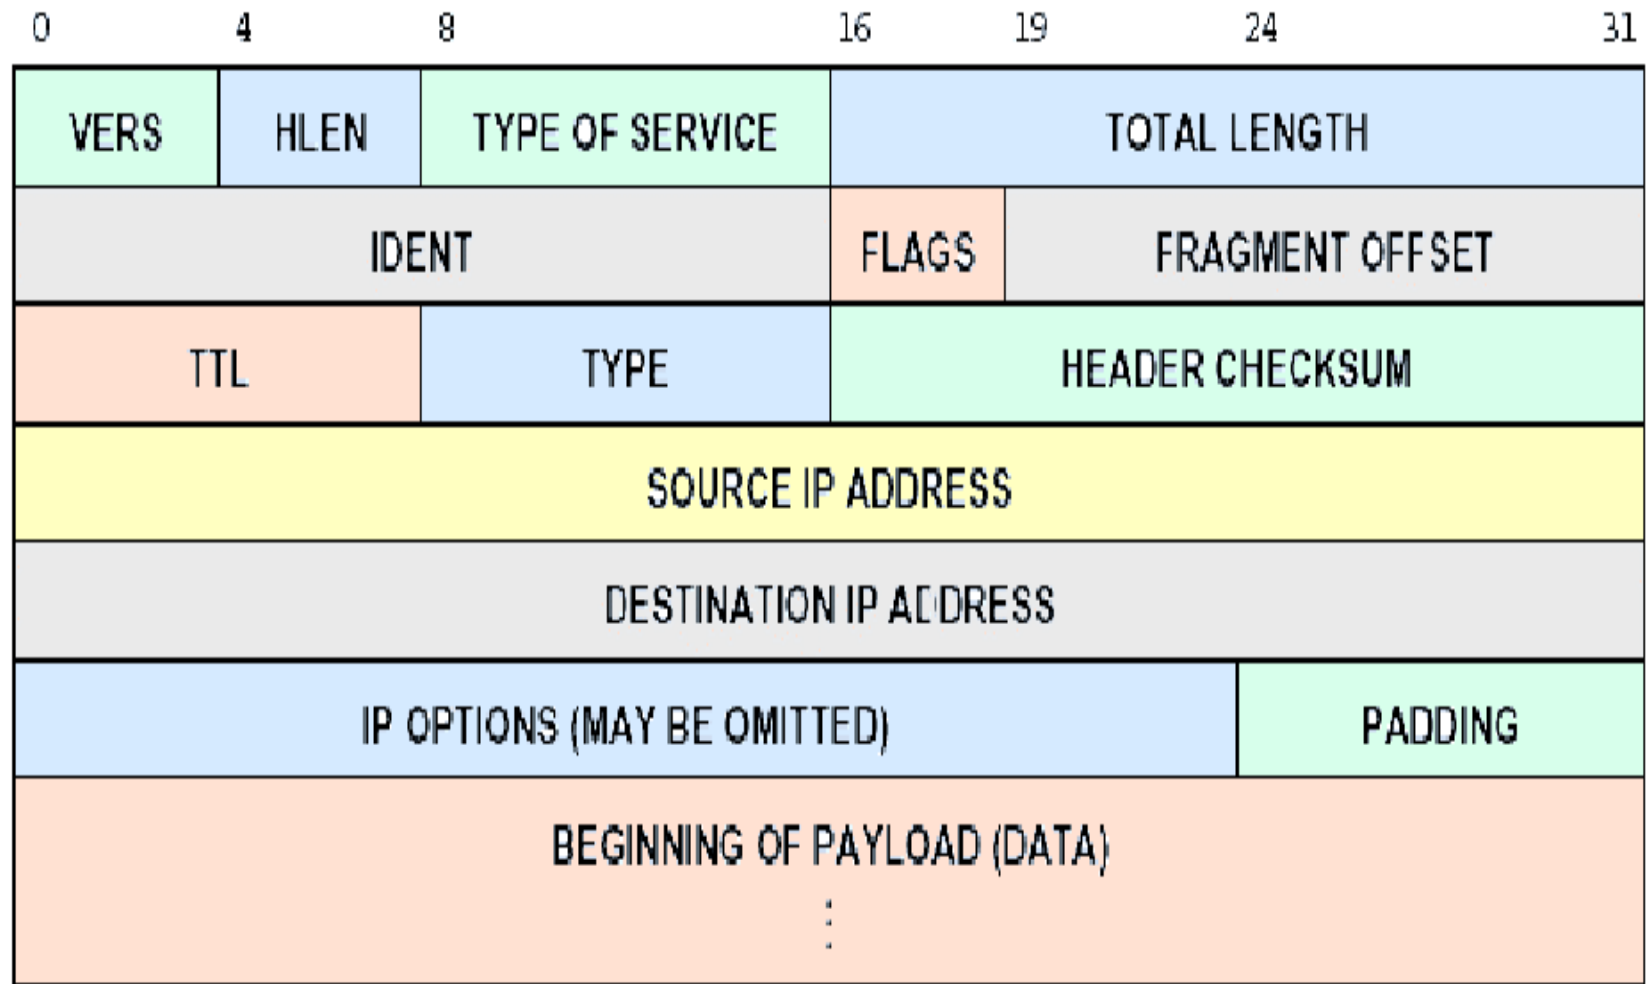 0 4 8 16 19 24 31
VERS HLEN TYPE OF SERVICE TOTAL LENGTH
IDENT FLAGS FRAGMENT OFFSET
TTL TYPE HEADER CHECKSUM
SOURCE IP ADDRESS
DESTINATION IP ADDRESS
IP OPTIONS (MAY BE OMITTED) PADDING
BEGINNING OF PAYLOAD (DATA)
⋮